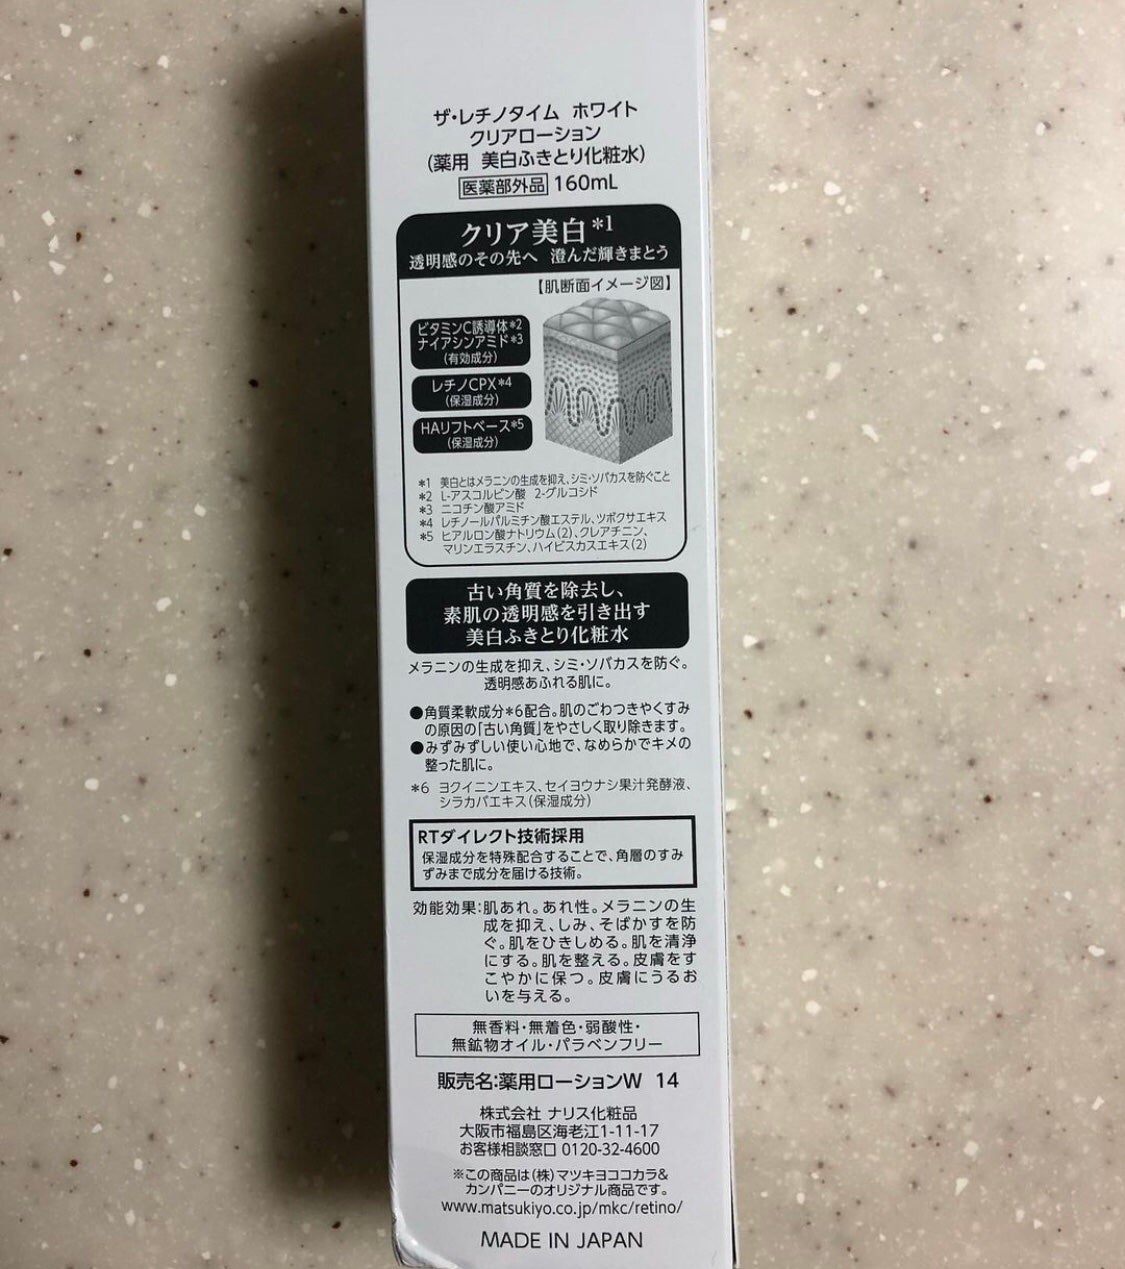 ザ・レチノタイム ホワイト
クリアローション
(薬用 美白ふきとり化粧水)
医薬部外品 160mL
クリア美白*1
透明感のその先へ 澄んだ輝きまとう
【肌断面イメージ図】
ビタミンC誘導体*2
ナイアシンアミド*3
(有効成分)
レチノCPX*4
(保湿成分)
HAリフトベース*5
(保湿成分)
*1 美白とはメラニンの生成を抑え、シミ・ソバカスを防ぐこと
*2 L-アスコルビン酸 2-グルコシド
*3 ニコチン酸アミド
*4 レチノールパルミチン酸エステル、ツボクサエキス
*5 ヒアルロン酸ナトリウム(2)、クレアチニン、
マリンエラスチン、ハイビスカスエキス(2)
古い角質を除去し、
素肌の透明感を引き出す
美白ふきとり化粧水
メラニンの生成を抑え、シミ・ソバカスを防ぐ。
透明感あふれる肌に。
●角質柔軟成分*6配合。肌のごわつきやくすみ
の原因の「古い角質」をやさしく取り除きます。
●みずみずしい使い心地で、なめらかでキメの
整った肌に。
*6 ヨクイニンエキス、セイヨウナシ果汁発酵液、
シラカバエキス(保湿成分)
RTダイレクト技術採用
保湿成分を特殊配合することで、角層のすみ
ずみまで成分を届ける技術。
効能効果:肌あれ。あれ性。メラニンの生
成を抑え、しみ、そばかすを防
ぐ。肌をひきしめる。肌を清浄
にする。肌を整える。皮膚をす
こやかに保つ。皮膚にうるお
いを与える。
無香料・無着色・弱酸性・
無鉱物オイル・パラベンフリー
販売名:薬用ローションW 14
株式会社 ナリス化粧品
大阪市福島区海老江1-11-17
お客様相談窓口 0120-32-4600
※この商品は(株)マツキヨココカラ&
カンパニーのオリジナル商品です。
www.matsukiyo.co.jp/mkc/retino/
MADE IN JAPAN